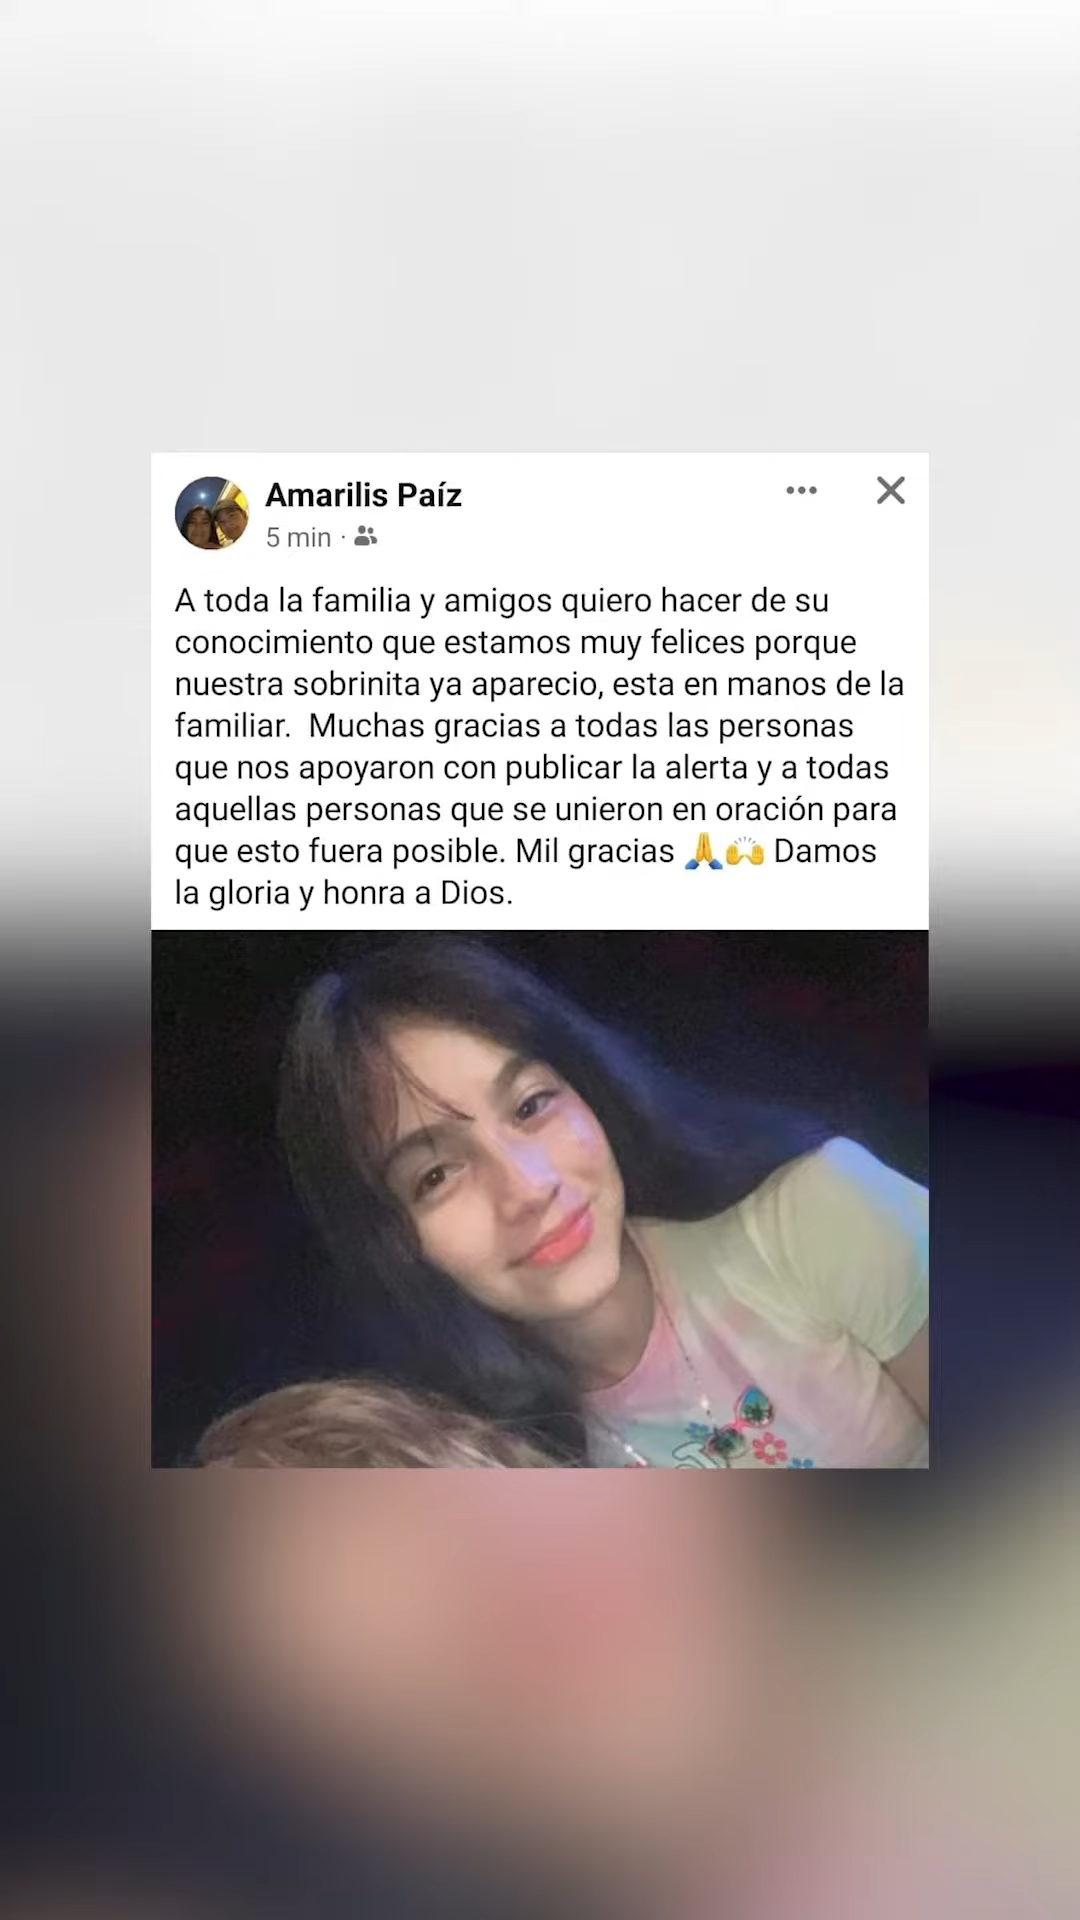 Amarilis Paíz
5 min ·
A toda la familia y amigos quiero hacer de su
conocimiento que estamos muy felices porque
nuestra sobrinita ya aparecio, esta en manos de la
familiar.  Muchas gracias a todas las personas
que nos apoyaron con publicar la alerta y a todas
aquellas personas que se unieron en oración para
que esto fuera posible. Mil gracias 🙏🙌 Damos
la gloria y honra a Dios.